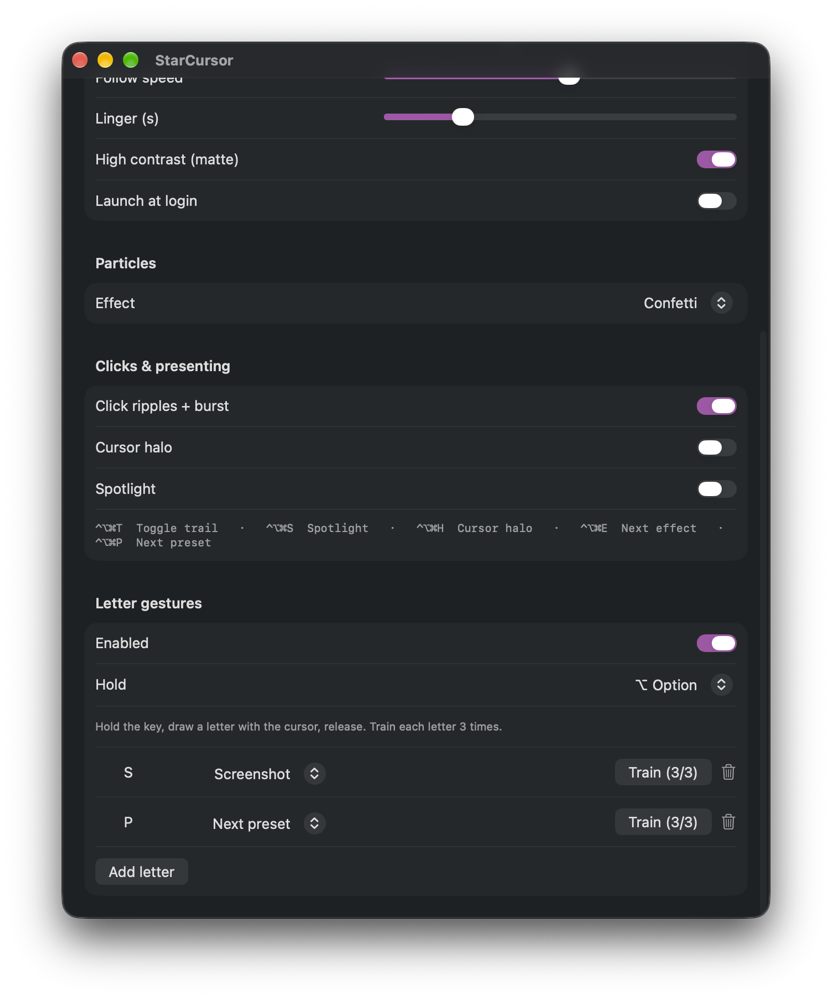 StarCursor
Follow speed
Linger (s)
High contrast (matte)
Launch at login
Particles
Effect Confetti
Clicks & presenting
Click ripples + burst
Cursor halo
Spotlight
^⌥⌘T Toggle trail · ^⌥⌘S Spotlight · ^⌥⌘H Cursor halo · ^⌥⌘E Next effect ·
^⌥⌘P Next preset
Letter gestures
Enabled
Hold ⌥ Option
Hold the key, draw a letter with the cursor, release. Train each letter 3 times.
S Screenshot Train (3/3)
P Next preset Train (3/3)
Add letter